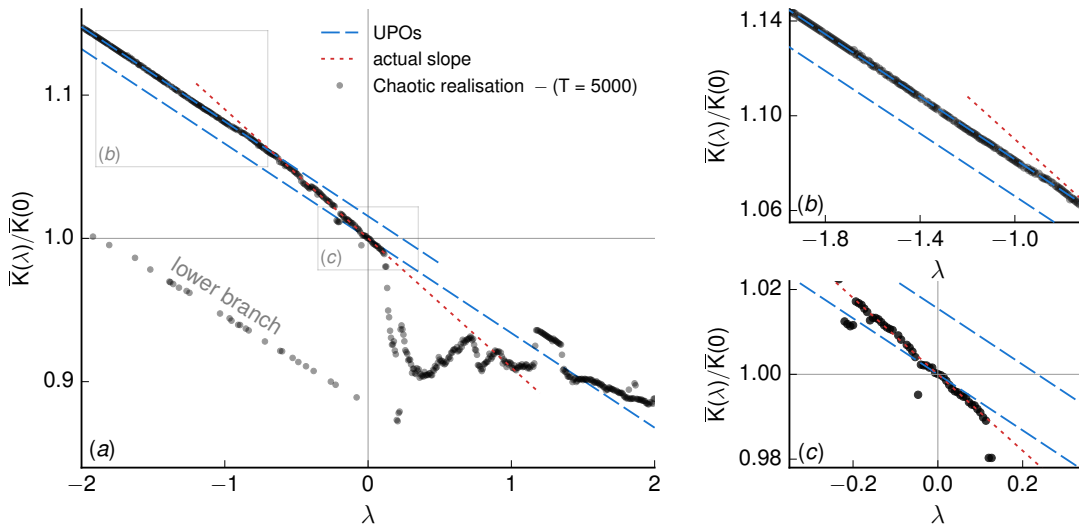 UPOs
actual slope
Chaotic realisation − (T = 5000)
K̅(λ)/K̅(0)
1.1
1.0
0.9
(b)
(c)
lower branch
(a)
−2
−1
0
1
2
λ
K̅(λ)/K̅(0)
1.14
1.10
1.06
(b)
−1.8
−1.4
−1.0
λ
K̅(λ)/K̅(0)
1.02
1.00
0.98
(c)
−0.2
0.0
0.2
λ